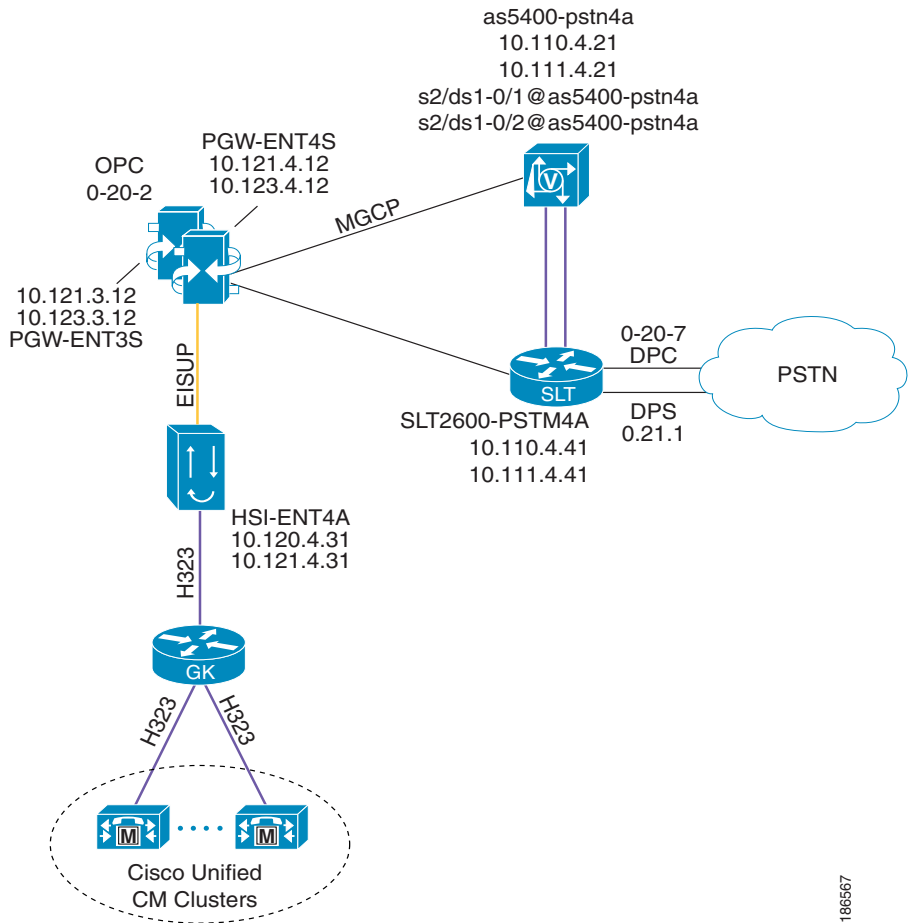 as5400-pstn4a
10.110.4.21
10.111.4.21
s2/ds1-0/1@as5400-pstn4a
s2/ds1-0/2@as5400-pstn4a
PGW-ENT4S
10.121.4.12
10.123.4.12
OPC
0-20-2
MGCP
V
10.121.3.12
10.123.3.12
PGW-ENT3S
EISUP
0-20-7
DPC
PSTN
SLT
DPS
0.21.1
SLT2600-PSTM4A
10.110.4.41
10.111.4.41
HSI-ENT4A
10.120.4.31
10.121.4.31
H323
GK
H323
H323
M
M
Cisco Unified
CM Clusters
186567